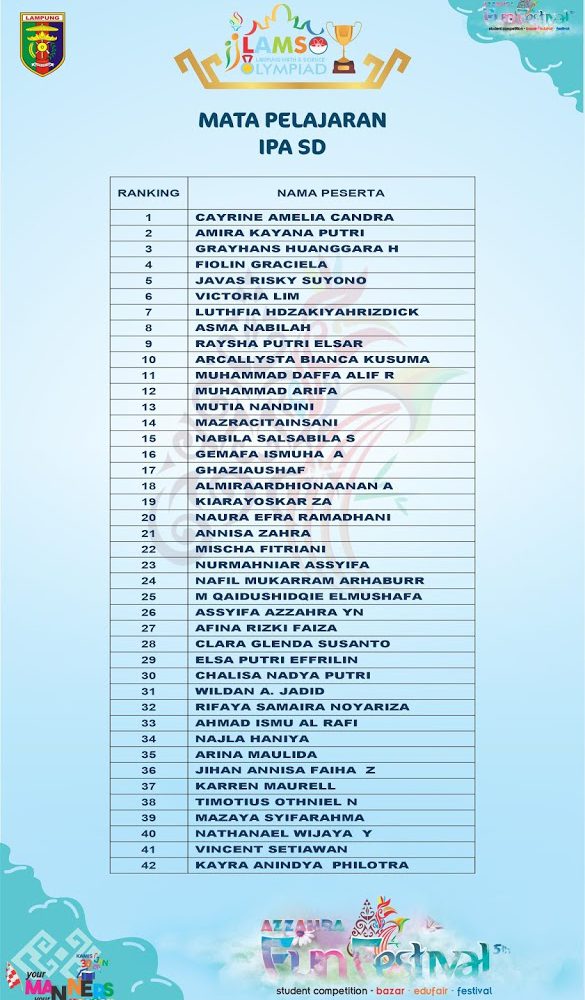 LAMPUNG
Fun Festival 5th
student competition - bazar - edufair - festival
LAMSO
LAMPUNG MATH & SCIENCE
OLYMPIAD
MATA PELAJARAN
IPA SD
RANKING NAMA PESERTA
1 CAYRINE AMELIA CANDRA
2 AMIRA KAYANA PUTRI
3 GRAYHANS HUANGGARA H
4 FIOLIN GRACIELA
5 JAVAS RISKY SUYONO
6 VICTORIA LIM
7 LUTHFIA HDZAKIYAHRIZDICK
8 ASMA NABILAH
9 RAYSHA PUTRI ELSAR
10 ARCALLYSTA BIANCA KUSUMA
11 MUHAMMAD DAFFA ALIF R
12 MUHAMMAD ARIFA
13 MUTIA NANDINI
14 MAZRACITAINSANI
15 NABILA SALSABILA S
16 GEMAFA ISMUHA A
17 GHAZIAUSHAF
18 ALMIRAARDHIONAANAN A
19 KIARAYOSKAR ZA
20 NAURA EFRA RAMADHANI
21 ANNISA ZAHRA
22 MISCHA FITRIANI
23 NURMAHNIAR ASSYIFA
24 NAFIL MUKARRAM ARHABURR
25 M QAIDUSHIDQIE ELMUSHAFA
26 ASSYIFA AZZAHRA YN
27 AFINA RIZKI FAIZA
28 CLARA GLENDA SUSANTO
29 ELSA PUTRI EFFRILIN
30 CHALISA NADYA PUTRI
31 WILDAN A. JADID
32 RIFAYA SAMAIRA NOYARIZA
33 AHMAD ISMU AL RAFI
34 NAJLA HANIYA
35 ARINA MAULIDA
36 JIHAN ANNISA FAIHA Z
37 KARREN MAURELL
38 TIMOTIUS OTHNIEL N
39 MAZAYA SYIFARAHMA
40 NATHANAEL WIJAYA Y
41 VINCENT SETIAWAN
42 KAYRA ANINDYA PHILOTRA
AZZAHRA
Fun Festival 5th
student competition - bazar - edufair - festival
KAMIS
your
MANNERS
your